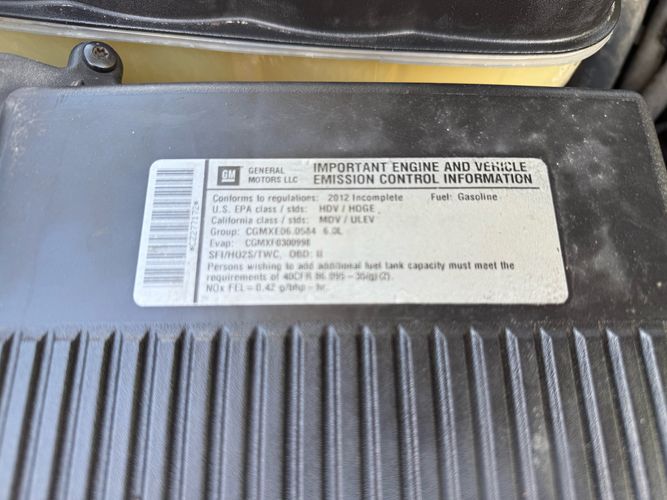 *C2277172*
GM GENERAL MOTORS LLC
IMPORTANT ENGINE AND VEHICLE
EMISSION CONTROL INFORMATION
Conforms to regulations: 2012 Incomplete Fuel: Gasoline
U.S. EPA class / stds: HDV / HDGE
California class / stds: MDV / ULEV
Group: CGMXE06.0584 6.0L
Evap: CGMXF0300998
SFI/HO2S/TWC, OBD: II
Persons wishing to add additional fuel tank capacity must meet the
requirements of 40CFR 86.095-35(g)(2).
NOx FEL = 0.42 g/bhp - hr.